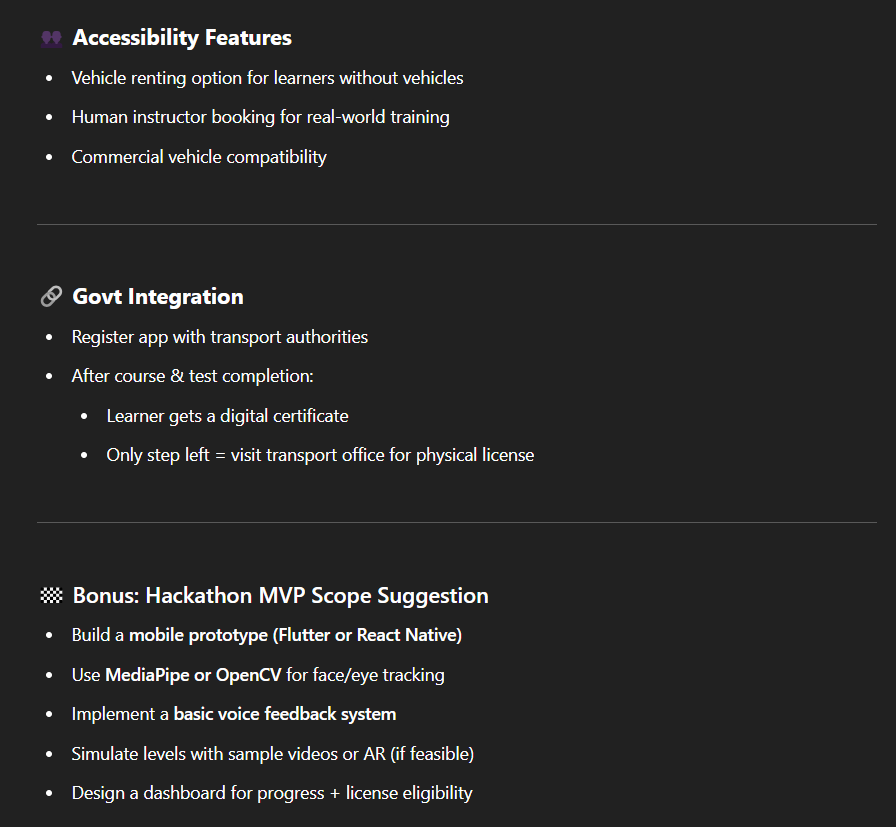 Accessibility Features
• Vehicle renting option for learners without vehicles
• Human instructor booking for real-world training
• Commercial vehicle compatibility
Govt Integration
• Register app with transport authorities
• After course & test completion:
• Learner gets a digital certificate
• Only step left = visit transport office for physical license
Bonus: Hackathon MVP Scope Suggestion
• Build a mobile prototype (Flutter or React Native)
• Use MediaPipe or OpenCV for face/eye tracking
• Implement a basic voice feedback system
• Simulate levels with sample videos or AR (if feasible)
• Design a dashboard for progress + license eligibility